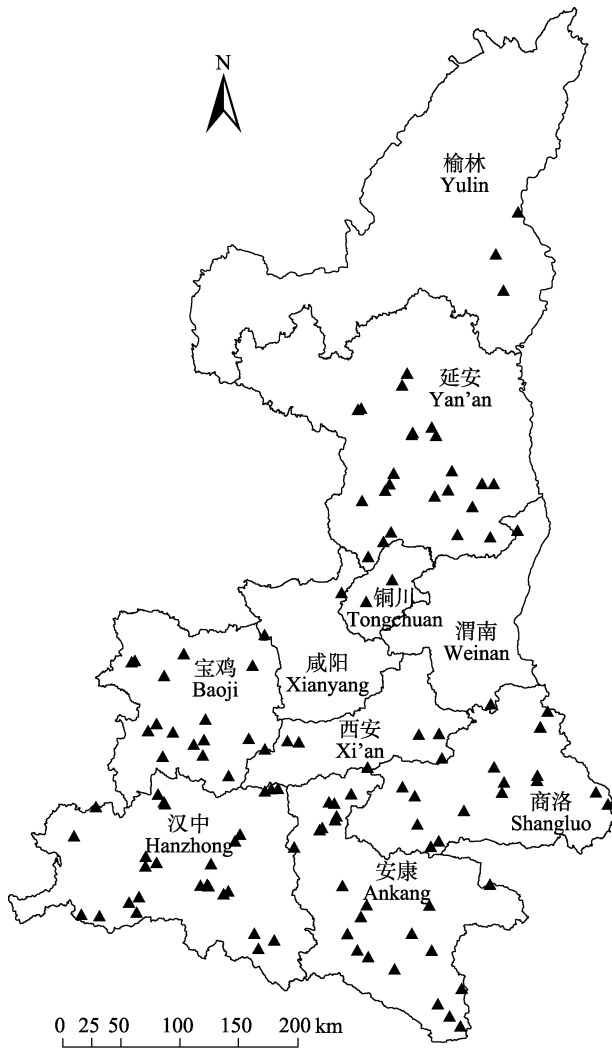 N
榆林
Yulin
延安
Yan'an
铜川
Tongchuan
渭南
Weinan
宝鸡
Baoji
咸阳
Xianyang
西安
Xi'an
商洛
Shangluo
汉中
Hanzhong
安康
Ankang
0 25 50 100 150 200 km